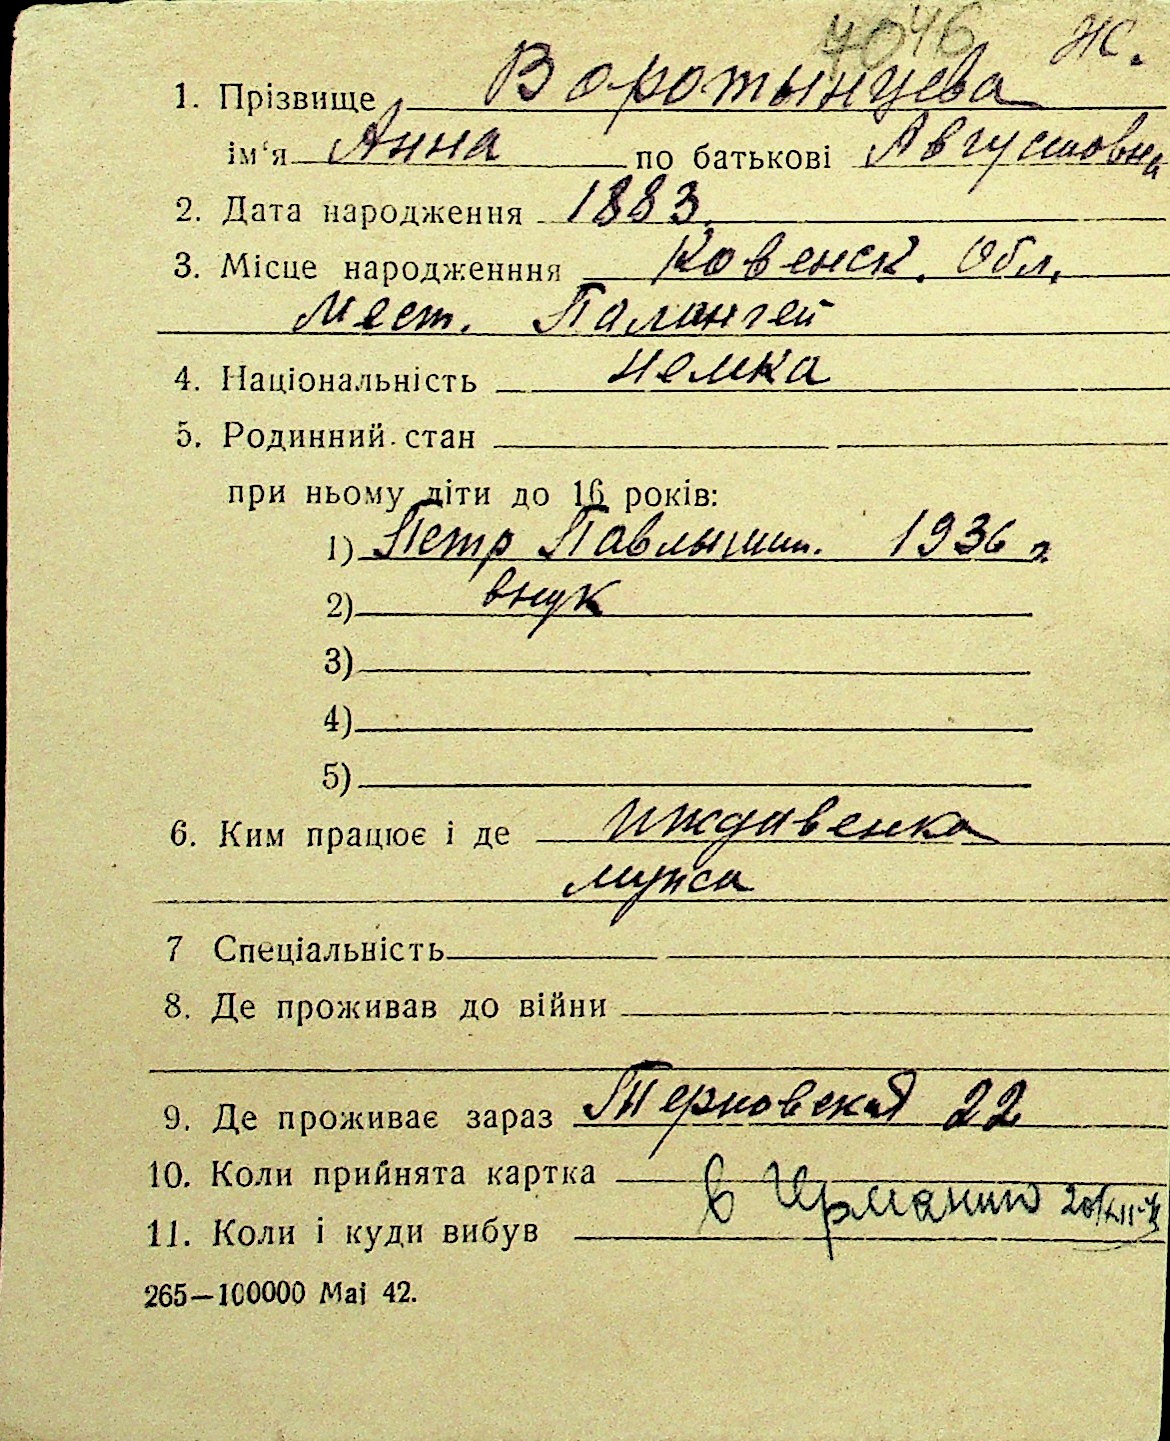 7046 Ж.
1. Прізвище Воротынцева
ім'я Анна по батькові Августовна
2. Дата народження 1883.
3. Місце народженння Ковенск. Обл.
мест. Палангей
4. Національність немка
5. Родинний стан
при ньому діти до 16 років:
1) Петр Павлышин. 1936 г.
2) внук
3)
4)
5)
6. Ким працює і де иждивенка
мужа
7 Спеціальність
8. Де проживав до війни
9. Де проживає зараз Терновская 22
10. Коли прийнята картка
11. Коли і куди вибув в Германию
265—100000 Mai 42.